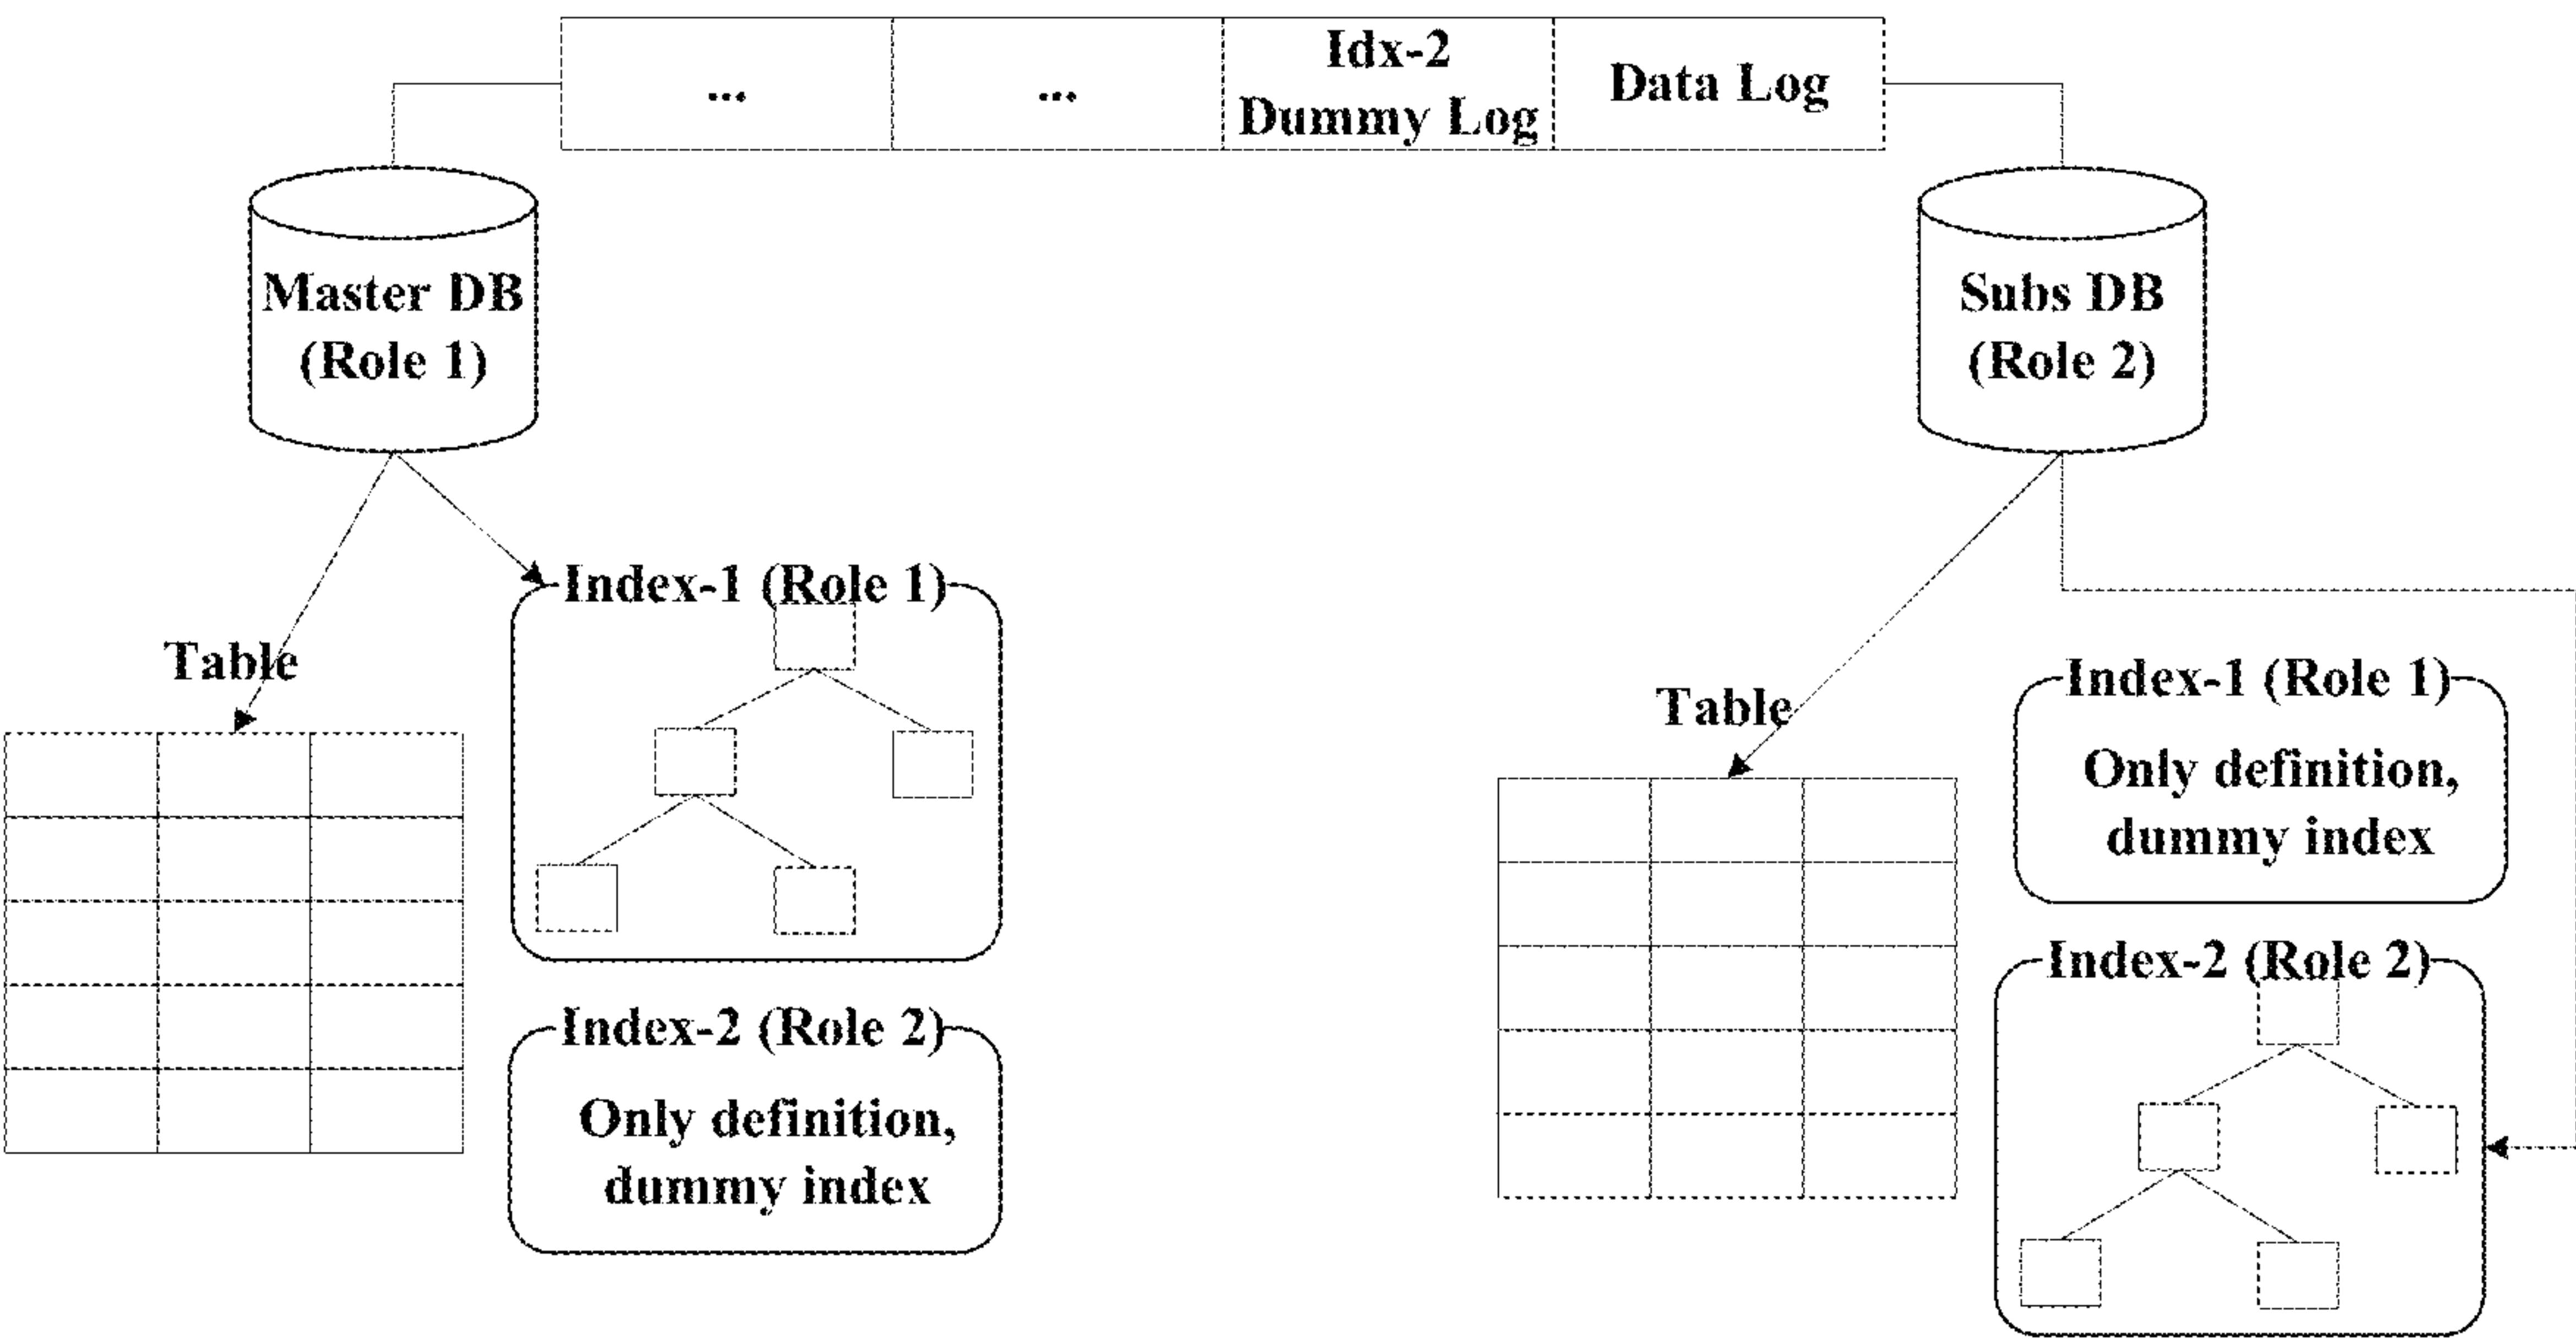 ...
...
Idx-2
Dummy Log
Data Log
Master DB
(Role 1)
Subs DB
(Role 2)
Table
Index-1 (Role 1)
Index-2 (Role 2)
Only definition,
dummy index
Table
Index-1 (Role 1)
Only definition,
dummy index
Index-2 (Role 2)